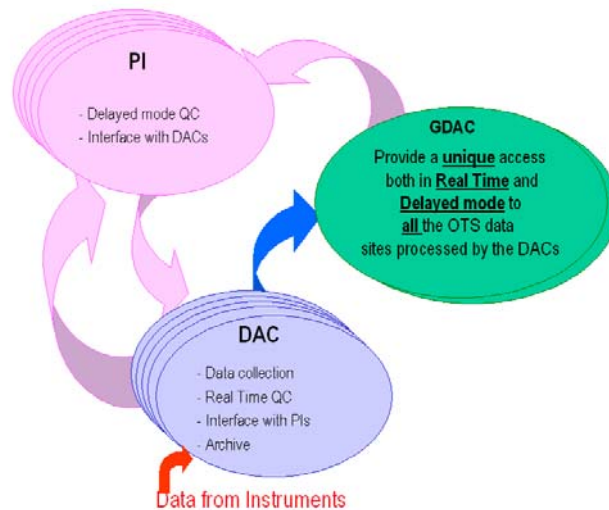 PI
- Delayed mode QC
- Interface with DACs
GDAC
Provide a unique access
both in Real Time and
Delayed mode to
all the OTS data
sites processed by the DACs
DAC
- Data collection
- Real Time QC
- Interface with PIs
- Archive
Data from Instruments